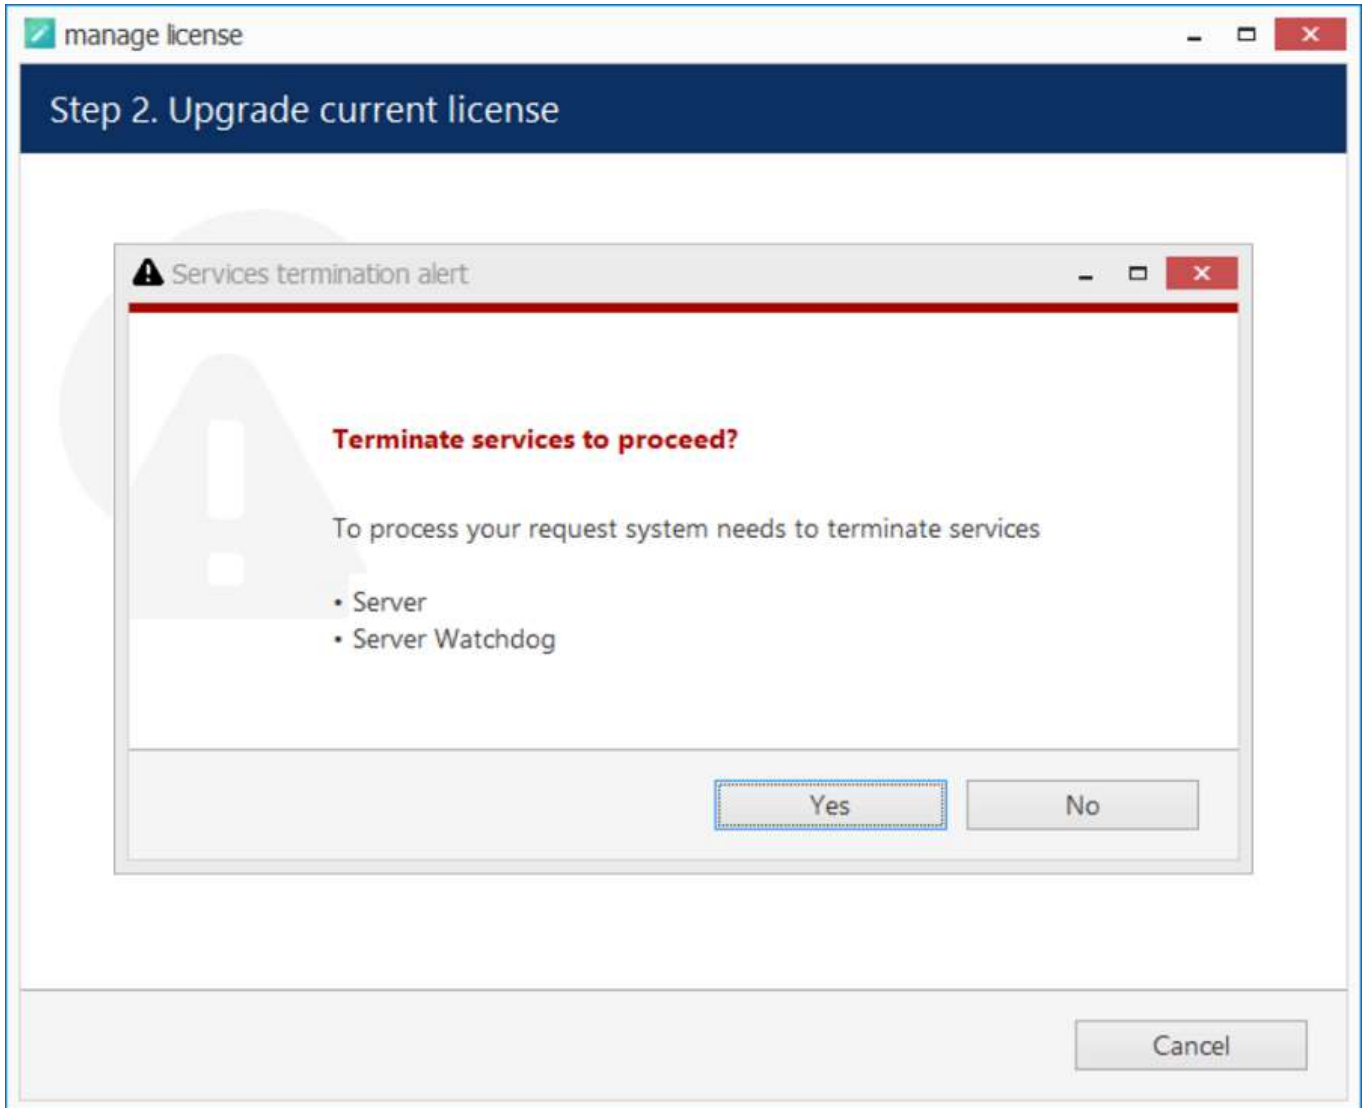 manage license
Step 2. Upgrade current license
Services termination alert
Terminate services to proceed?
To process your request system needs to terminate services
• Server
• Server Watchdog
Yes
No
Cancel